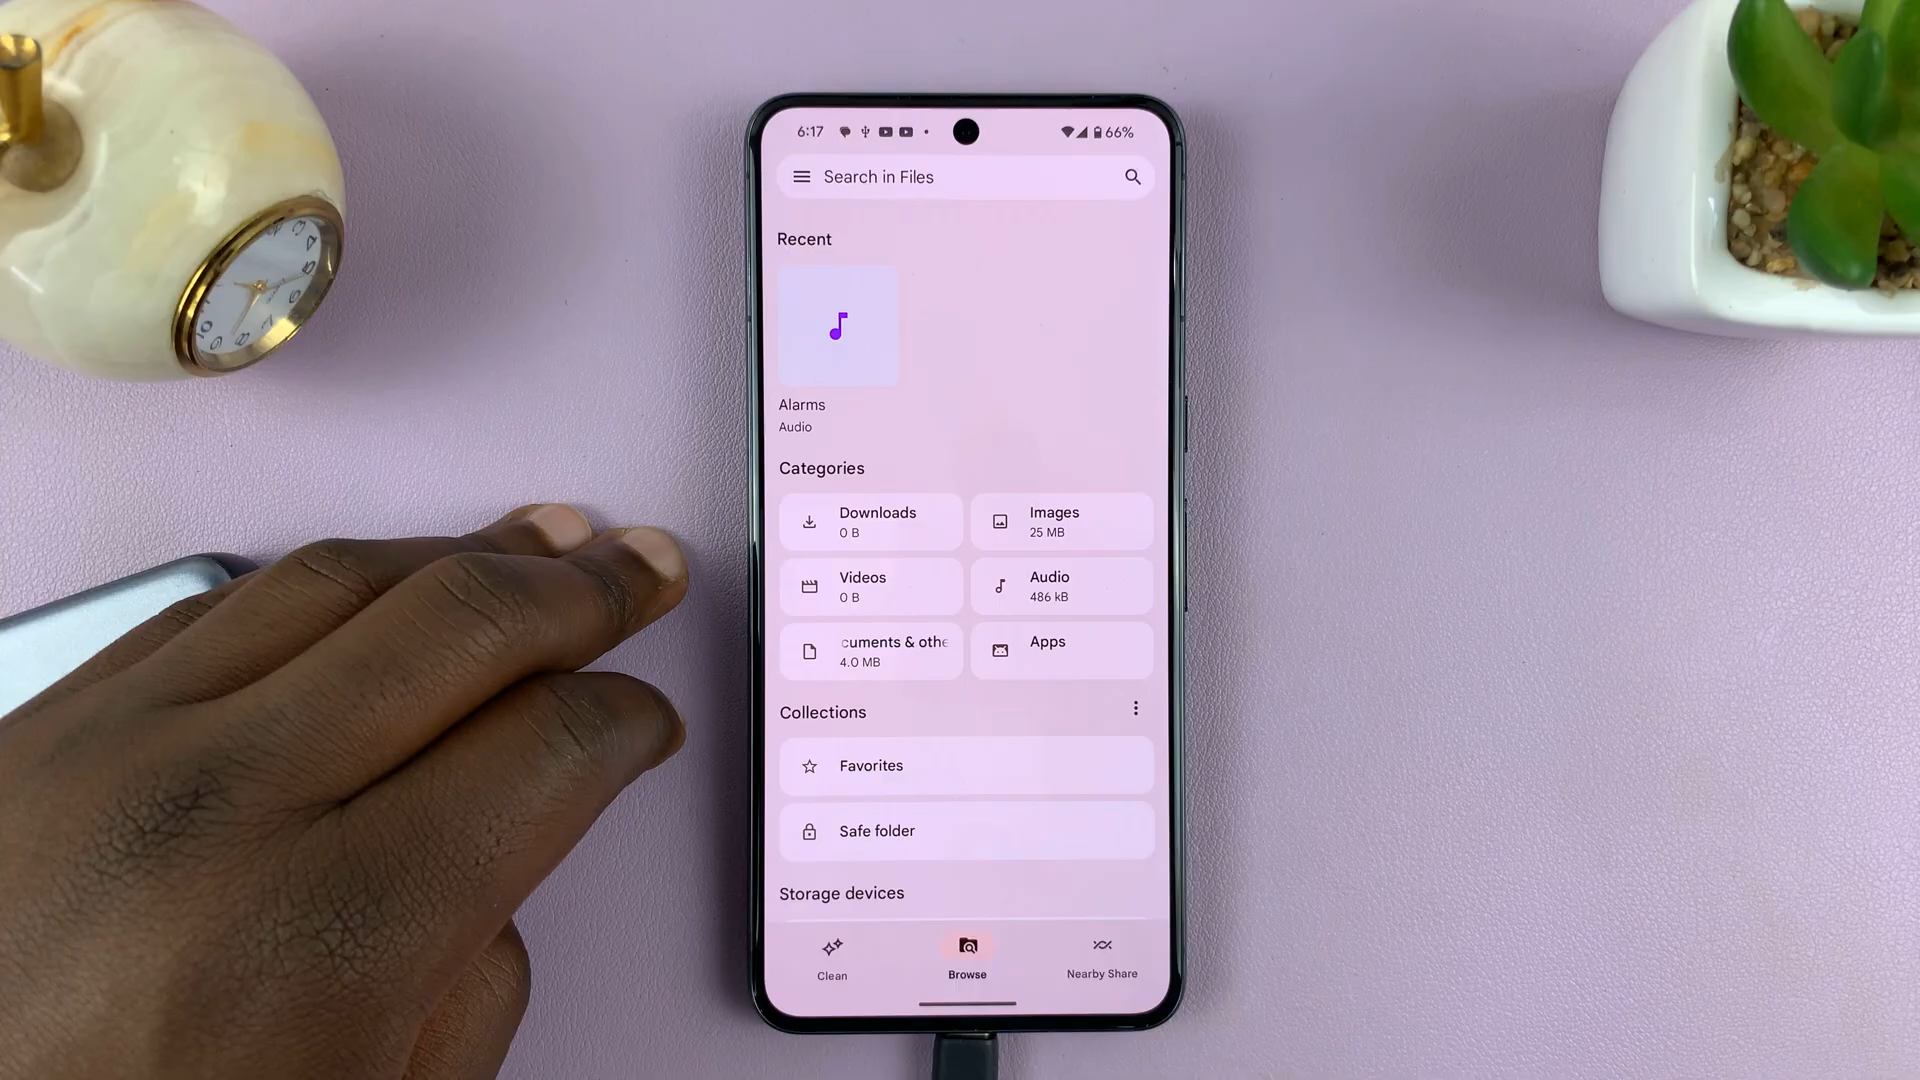 6:17
66%
Search in Files
Recent
Alarms
Audio
Categories
Downloads
0 B
Images
25 MB
Videos
0 B
Audio
486 kB
cuments & othe
4.0 MB
Apps
Collections
Favorites
Safe folder
Storage devices
Clean
Browse
Nearby Share